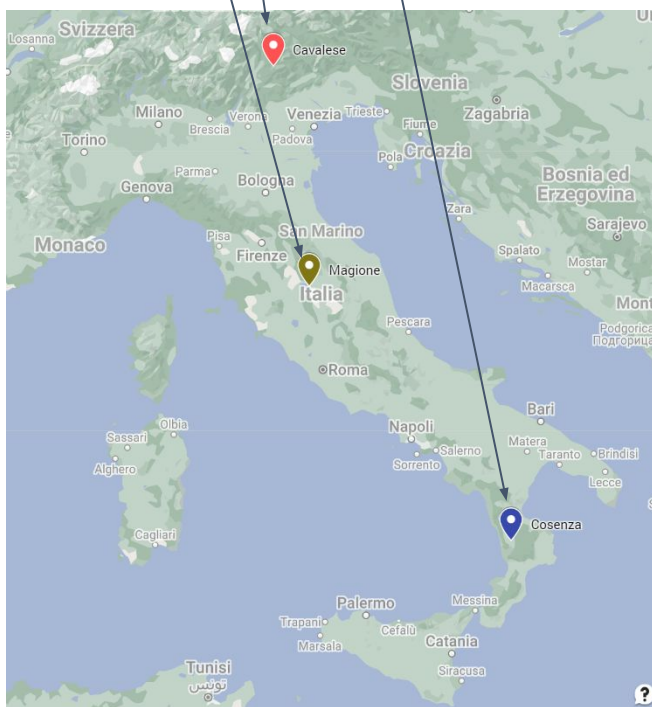 Svizzera
Losanna
Cavalese
Slovenia
Milano
Verona
Venezia
Trieste
Zagabria
Brescia
Padova
Fiume
Torino
Pola
Croazia
Parma
Bosnia ed
Erzegovina
Genova
Bologna
Zara
Sarajevo
San Marino
Monaco
Pisa
Firenze
Spalato
Mostar
Magione
Macarsca
Italia
Mont
Pescara
Podgorica
Подгорица
Roma
Bari
Napoli
Matera
Olbia
Salerno
Taranto
Brindisi
Sassari
Sorrento
Lecce
Alghero
Cosenza
Cagliari
Palermo
Messina
Trapani
Cefalù
Marsala
Catania
Siracusa
Tunisi
تونس
?